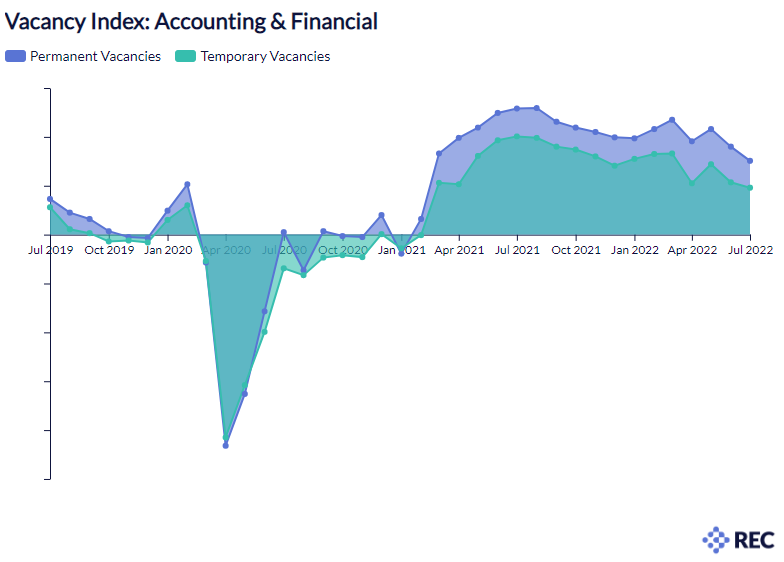 Vacancy Index: Accounting & Financial
Permanent Vacancies Temporary Vacancies
Jul 2019 Oct 2019 Jan 2020 Apr 2020 Jul 2020 Oct 2020 Jan 2021 Apr 2021 Jul 2021 Oct 2021 Jan 2022 Apr 2022 Jul 2022
REC